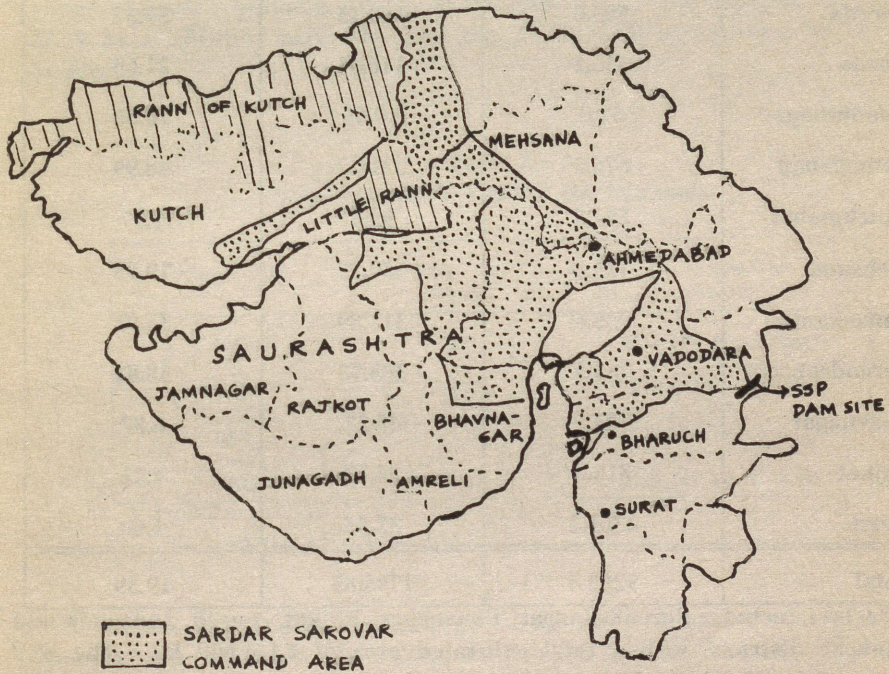 RANN OF KUTCH
MEHSANA
KUTCH
LITTLE RANN
AHMEDABAD
SAURASHTRA
VADODARA
JAMNAGAR
RAJKOT
SSP
DAM SITE
BHAVNA-
GAR
BHARUCH
JUNAGADH
AMRELI
SURAT
SARDAR SAROVAR
COMMAND AREA